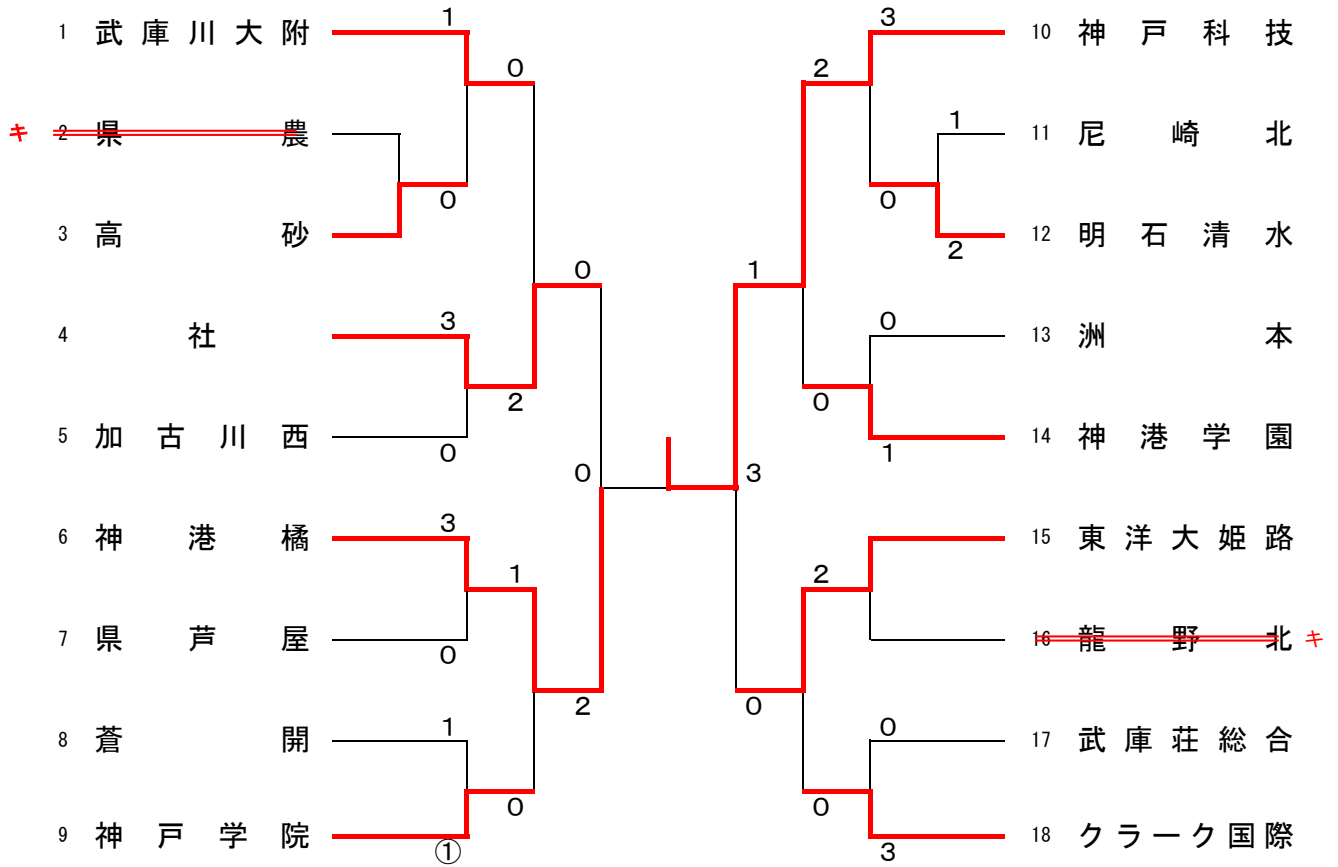 1 武庫川大附 1
0
キ 2 県農
0
3 高砂
0
4 社 3
2
5 加古川西 0
0
6 神港橘 3
1
7 県芦屋 0
2
8 蒼開 1
0
9 神戸学院 ①
3 10 神戸科技
2
1 11 尼崎北
0
2 12 明石清水
1
0 13 洲本
0
1 14 神港学園
3
15 東洋大姫路
2
16 龍野北 キ
0
0 17 武庫荘総合
0
3 18 クラーク国際